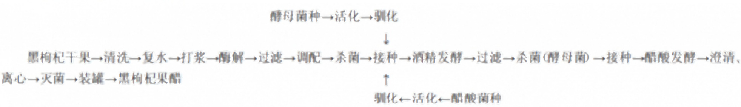 酵母菌种→活化→驯化
↓
黑枸杞干果→清洗→复水→打浆→酶解→过滤→调配→杀菌→接种→酒精发酵→过滤→杀菌(酵母菌)→接种→醋酸发酵→澄清、
离心→灭菌→装罐→黑枸杞果醋
↑
驯化←活化←醋酸菌种